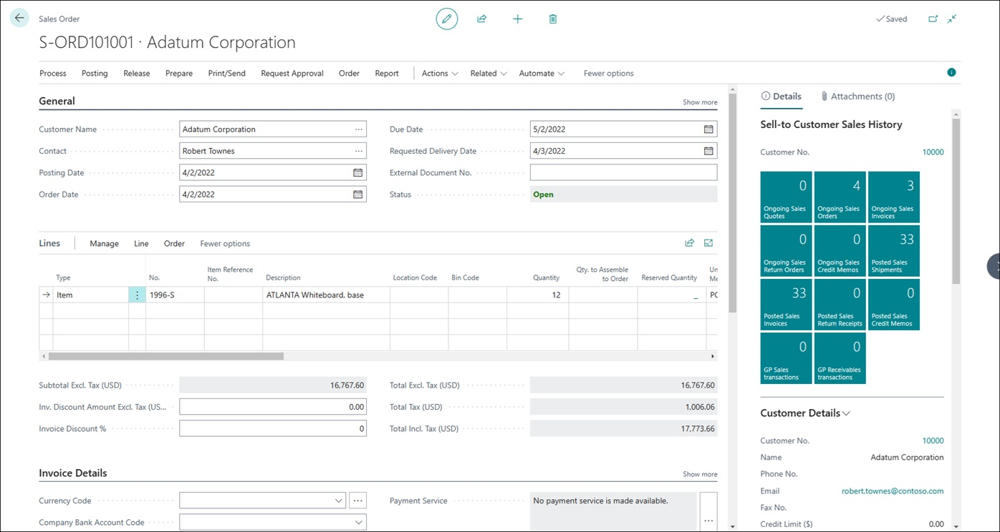 Sales Order
Saved
S-ORD101001 · Adatum Corporation
Process Posting Release Prepare Print/Send Request Approval Order Report Actions Related Automate Fewer options
General Show more
Customer Name Adatum Corporation
Contact Robert Townes
Posting Date 4/2/2022
Order Date 4/2/2022
Due Date 5/2/2022
Requested Delivery Date 4/3/2022
External Document No.
Status Open
Lines Manage Line Order Fewer options
Type No. Item Reference No. Description Location Code Bin Code Quantity Qty. to Assemble to Order Reserved Quantity Un Me
Item 1996-S ATLANTA Whiteboard, base 12 _ PC
Subtotal Excl. Tax (USD) 16,767.60
Inv. Discount Amount Excl. Tax (US... 0.00
Invoice Discount % 0
Total Excl. Tax (USD) 16,767.60
Total Tax (USD) 1,006.06
Total Incl. Tax (USD) 17,773.66
Invoice Details Show more
Currency Code
Company Bank Account Code
Payment Service No payment service is made available.
Details Attachments (0)
Sell-to Customer Sales History
Customer No. 10000
0 Ongoing Sales Quotes
4 Ongoing Sales Orders
3 Ongoing Sales Invoices
0 Ongoing Sales Return Orders
0 Ongoing Sales Credit Memos
33 Posted Sales Shipments
33 Posted Sales Invoices
0 Posted Sales Return Receipts
0 Posted Sales Credit Memos
0 GP Sales transactions
0 GP Receivables transactions
Customer Details
Customer No. 10000
Name Adatum Corporation
Phone No.
Email robert.townes@contoso.com
Fax No.
Credit Limit ($) 0.00